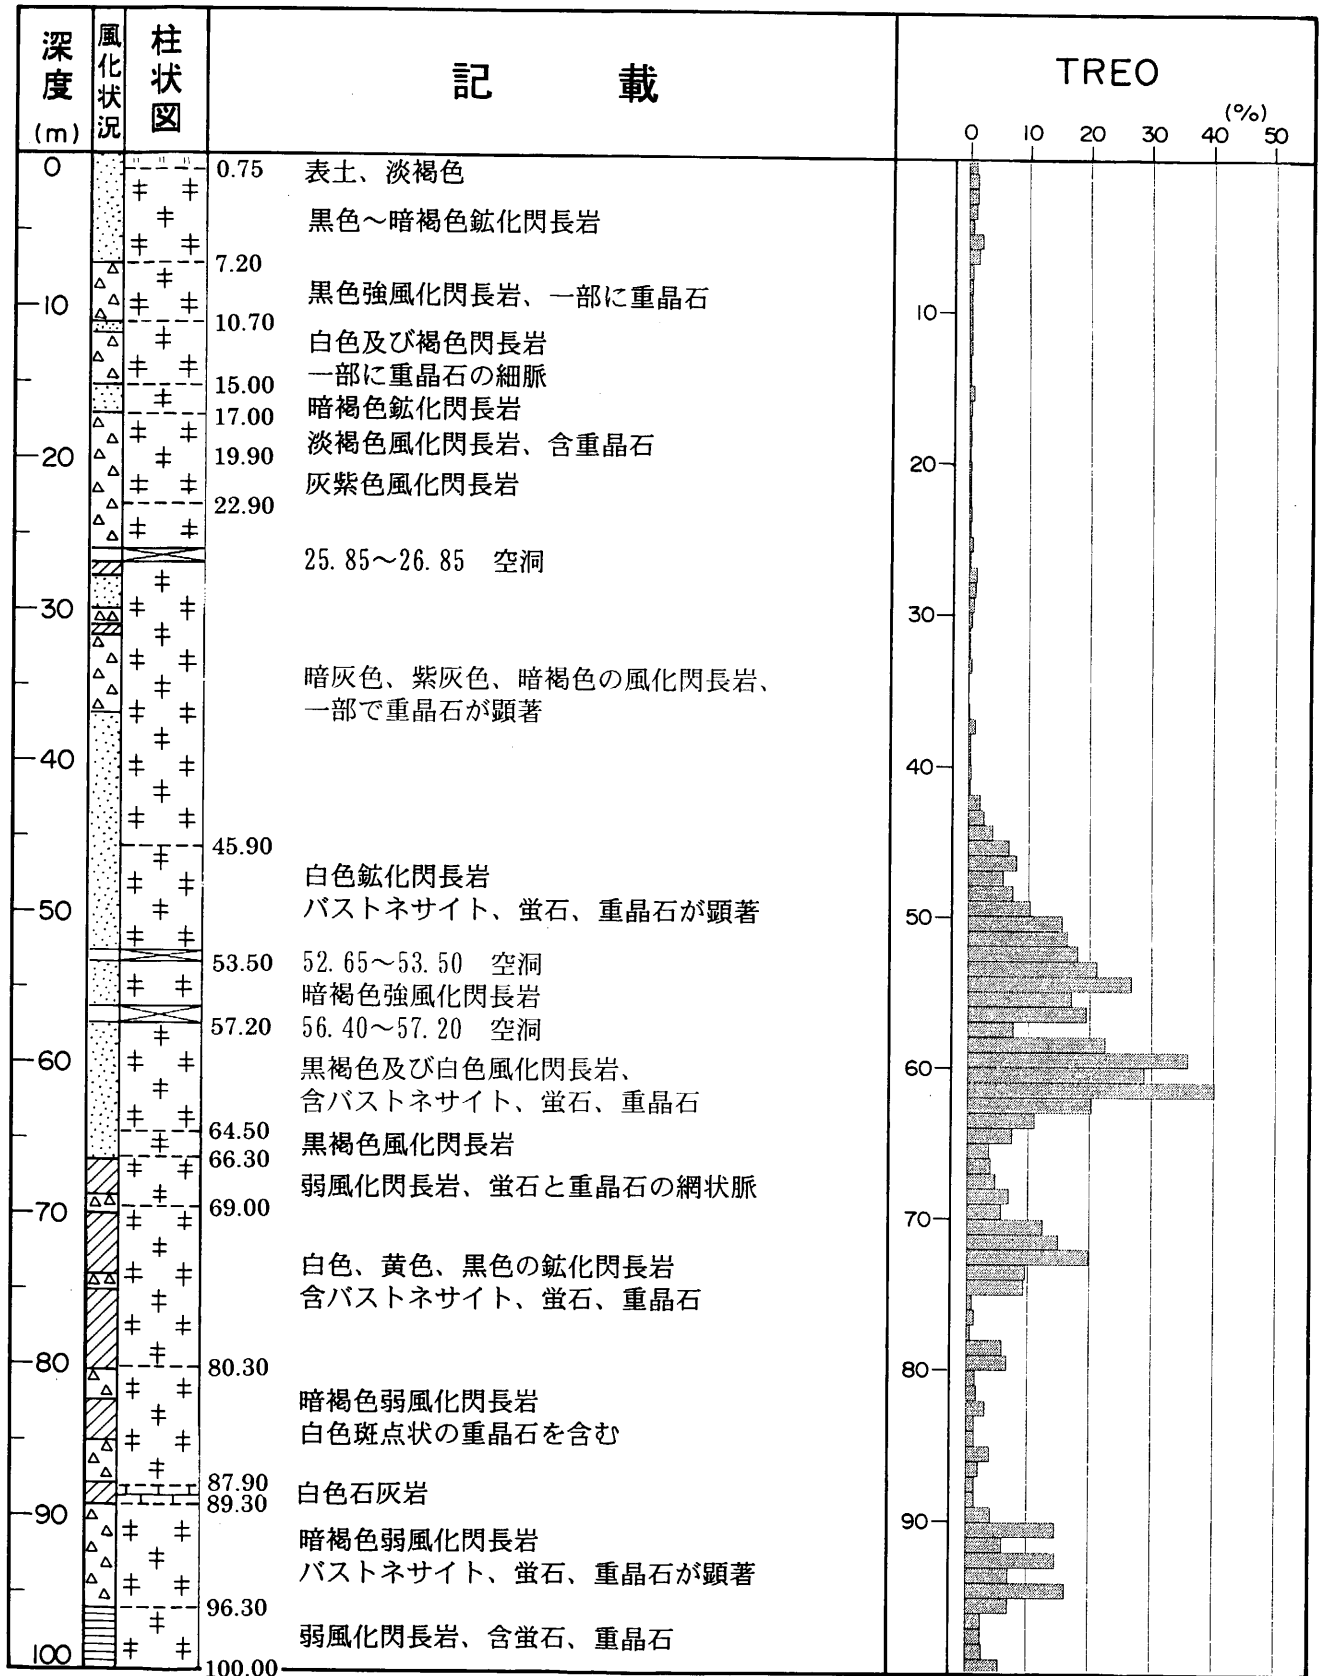 深度
(m)
風化状況
柱状図
記 載
TREO
(%)
0 10 20 30 40 50
0
0.75 表土、淡褐色
黒色～暗褐色鉱化閃長岩
7.20
黒色強風化閃長岩、一部に重晶石
10
10
10.70
白色及び褐色閃長岩
一部に重晶石の細脈
15.00
暗褐色鉱化閃長岩
17.00
淡褐色風化閃長岩、含重晶石
20
19.90
20
灰紫色風化閃長岩
22.90
25.85～26.85 空洞
30
30
暗灰色、紫灰色、暗褐色の風化閃長岩、
一部で重晶石が顕著
40
40
45.90
白色鉱化閃長岩
バストネサイト、蛍石、重晶石が顕著
50
50
53.50 52.65～53.50 空洞
暗褐色強風化閃長岩
57.20 56.40～57.20 空洞
60
60
黒褐色及び白色風化閃長岩、
含バストネサイト、蛍石、重晶石
64.50
黒褐色風化閃長岩
66.30
弱風化閃長岩、蛍石と重晶石の網状脈
69.00
70
70
白色、黄色、黒色の鉱化閃長岩
含バストネサイト、蛍石、重晶石
80
80.30
80
暗褐色弱風化閃長岩
白色斑点状の重晶石を含む
87.90
白色石灰岩
89.30
90
90
暗褐色弱風化閃長岩
バストネサイト、蛍石、重晶石が顕著
96.30
弱風化閃長岩、含蛍石、重晶石
100
100.00